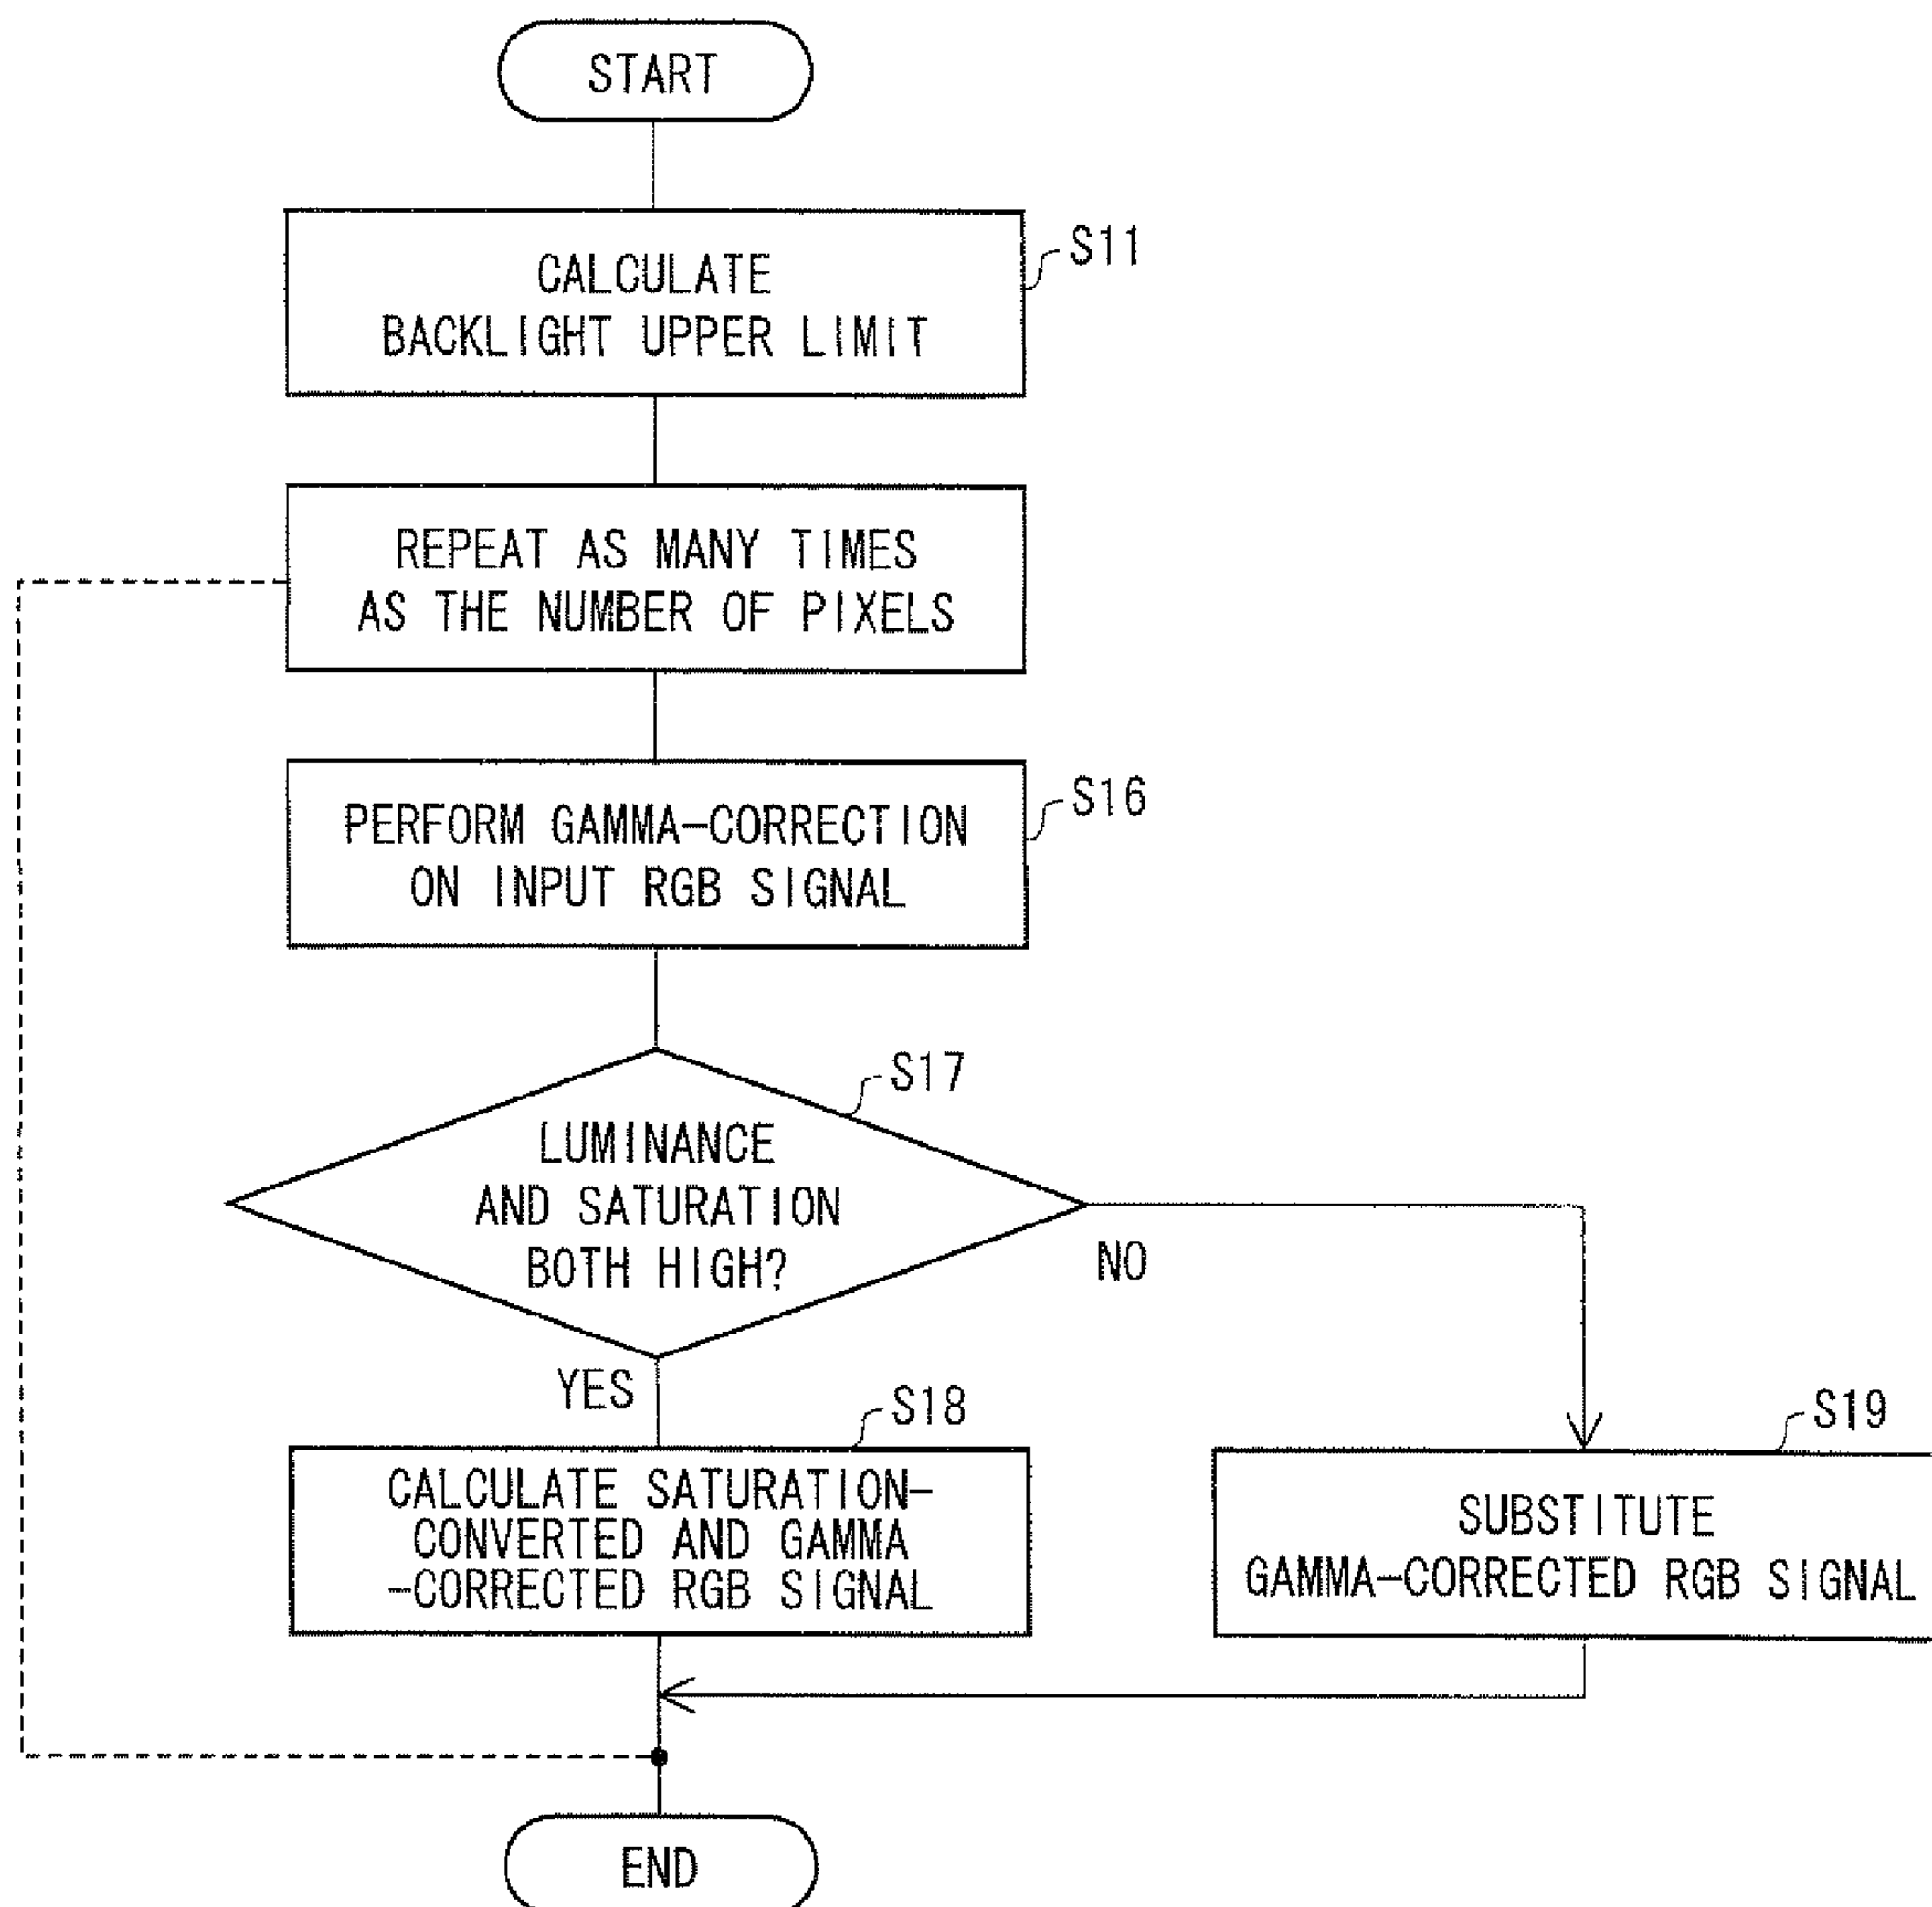 START
S11
CALCULATE
BACKLIGHT UPPER LIMIT
REPEAT AS MANY TIMES
AS THE NUMBER OF PIXELS
S16
PERFORM GAMMA-CORRECTION
ON INPUT RGB SIGNAL
S17
LUMINANCE
AND SATURATION
BOTH HIGH?
NO
YES
S18
CALCULATE SATURATION-
CONVERTED AND GAMMA
-CORRECTED RGB SIGNAL
S19
SUBSTITUTE
GAMMA-CORRECTED RGB SIGNAL
END